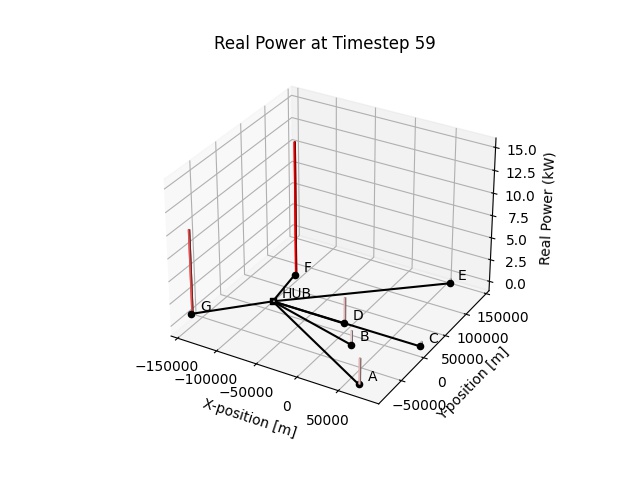 Real Power at Timestep 59
15.0
12.5
10.0
7.5
5.0
2.5
0.0
Real Power (kW)
F
E
HUB
G
D
B
C
A
150000
100000
50000
0
−50000
Y-position [m]
−150000
−100000
−50000
0
50000
X-position [m]